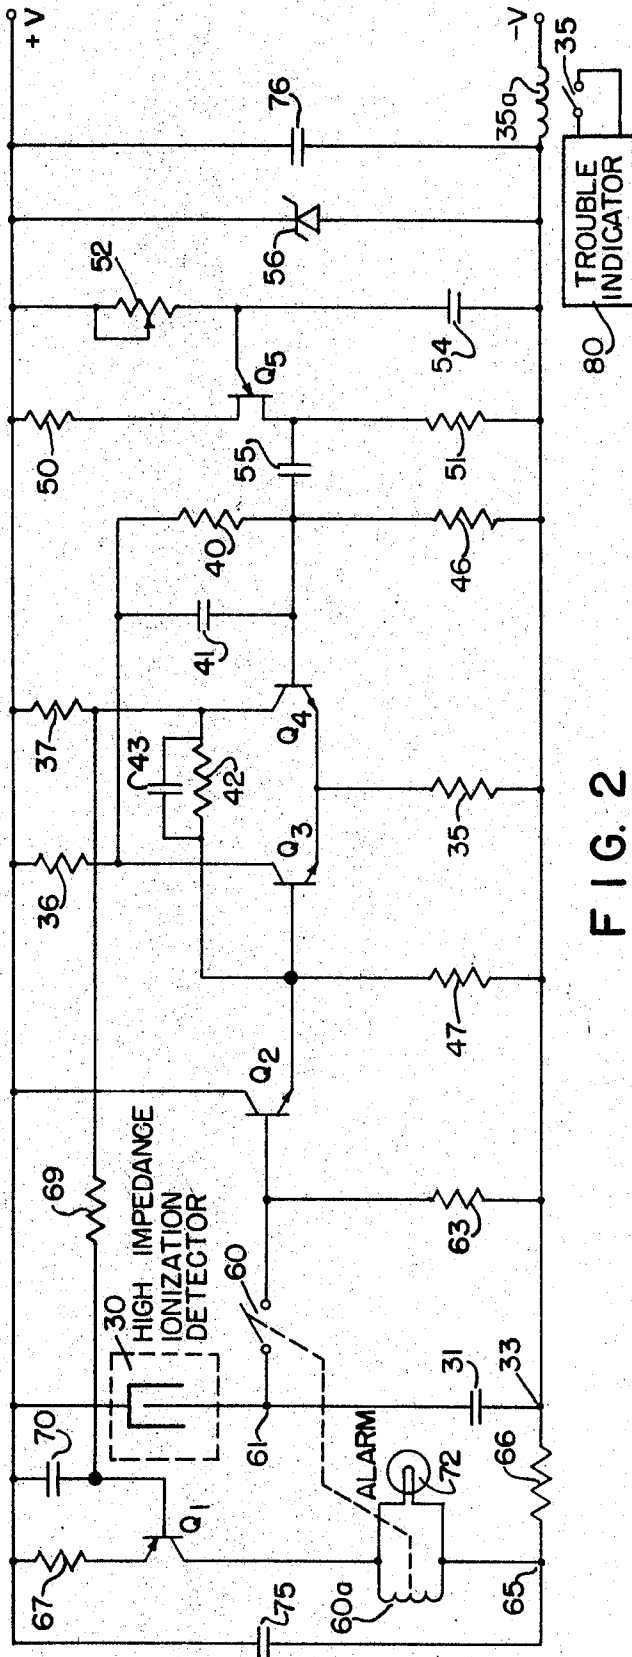 +V
-V
76
35a
35
56
TROUBLE
INDICATOR
80
52
54
Q5
50
55
51
40
46
41
37
43
42
Q4
Q3
36
35
47
Q2
69
HIGH IMPEDANCE
IONIZATION
DETECTOR
30
60
63
61
31
33
70
ALARM
72
66
Q1
67
60a
65
75
FIG. 2